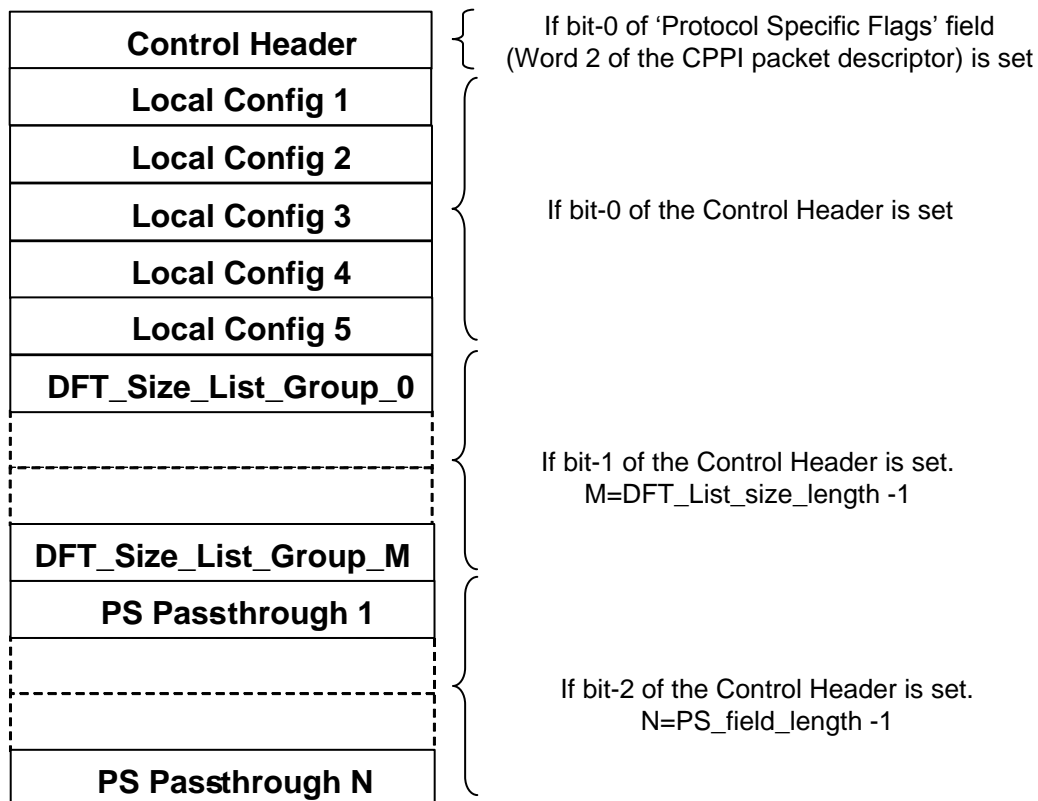 Control Header
If bit-0 of ‘Protocol Specific Flags’ field
(Word 2 of the CPPI packet descriptor) is set
Local Config 1
Local Config 2
Local Config 3
Local Config 4
Local Config 5
If bit-0 of the Control Header is set
DFT_Size_List_Group_0
DFT_Size_List_Group_M
If bit-1 of the Control Header is set.
M=DFT_List_size_length -1
PS Passthrough 1
PS Passthrough N
If bit-2 of the Control Header is set.
N=PS_field_length -1